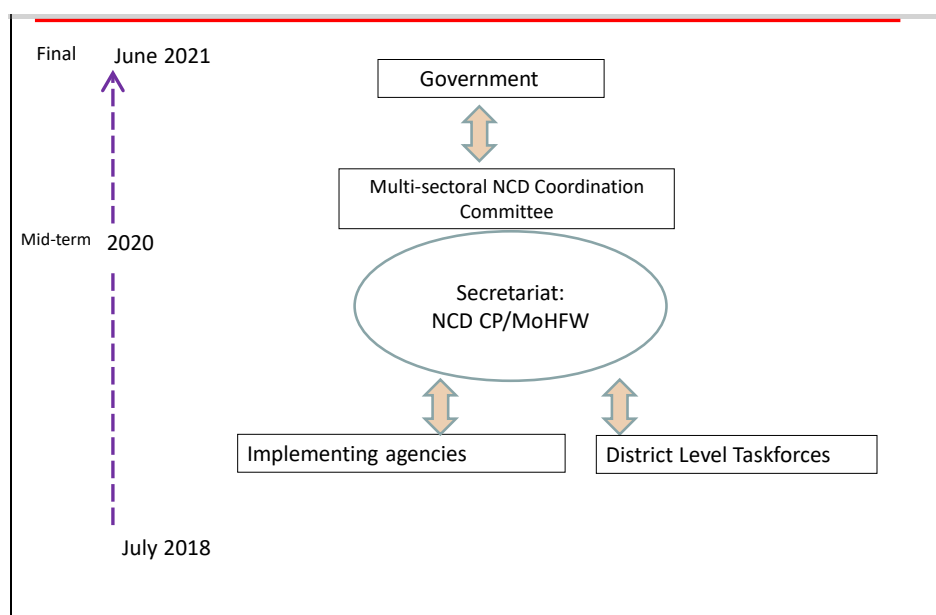 Final June 2021
Government
Multi-sectoral NCD Coordination
Committee
Mid-term 2020
Secretariat:
NCD CP/MoHFW
Implementing agencies
District Level Taskforces
July 2018